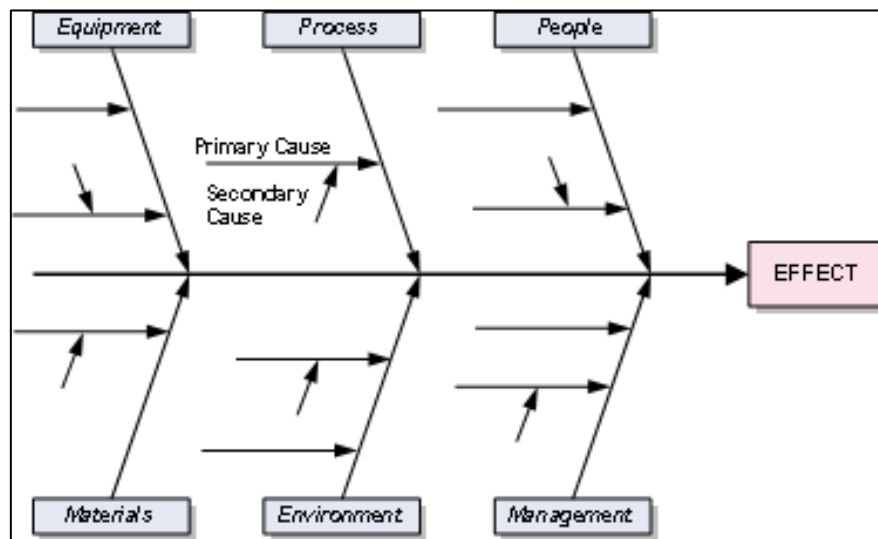 Equipment
Process
People
Primary Cause
Secondary
Cause
EFFECT
Materials
Environment
Management